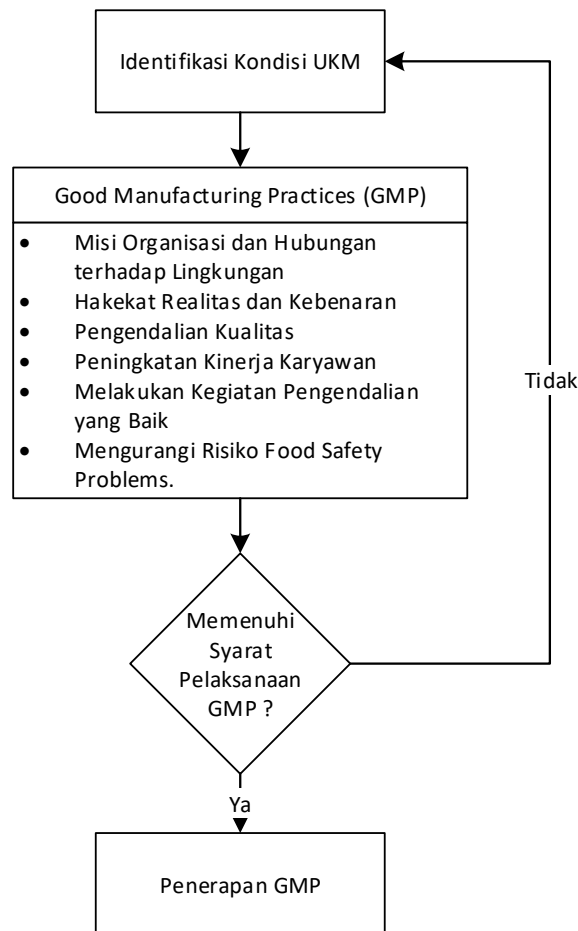 Identifikasi Kondisi UKM
Good Manufacturing Practices (GMP)
• Misi Organisasi dan Hubungan
terhadap Lingkungan
• Hakekat Realitas dan Kebenaran
• Pengendalian Kualitas
• Peningkatan Kinerja Karyawan
• Melakukan Kegiatan Pengendalian
yang Baik
• Mengurangi Risiko Food Safety
Problems.
Tidak
Memenuhi
Syarat
Pelaksanaan
GMP ?
Ya
Penerapan GMP